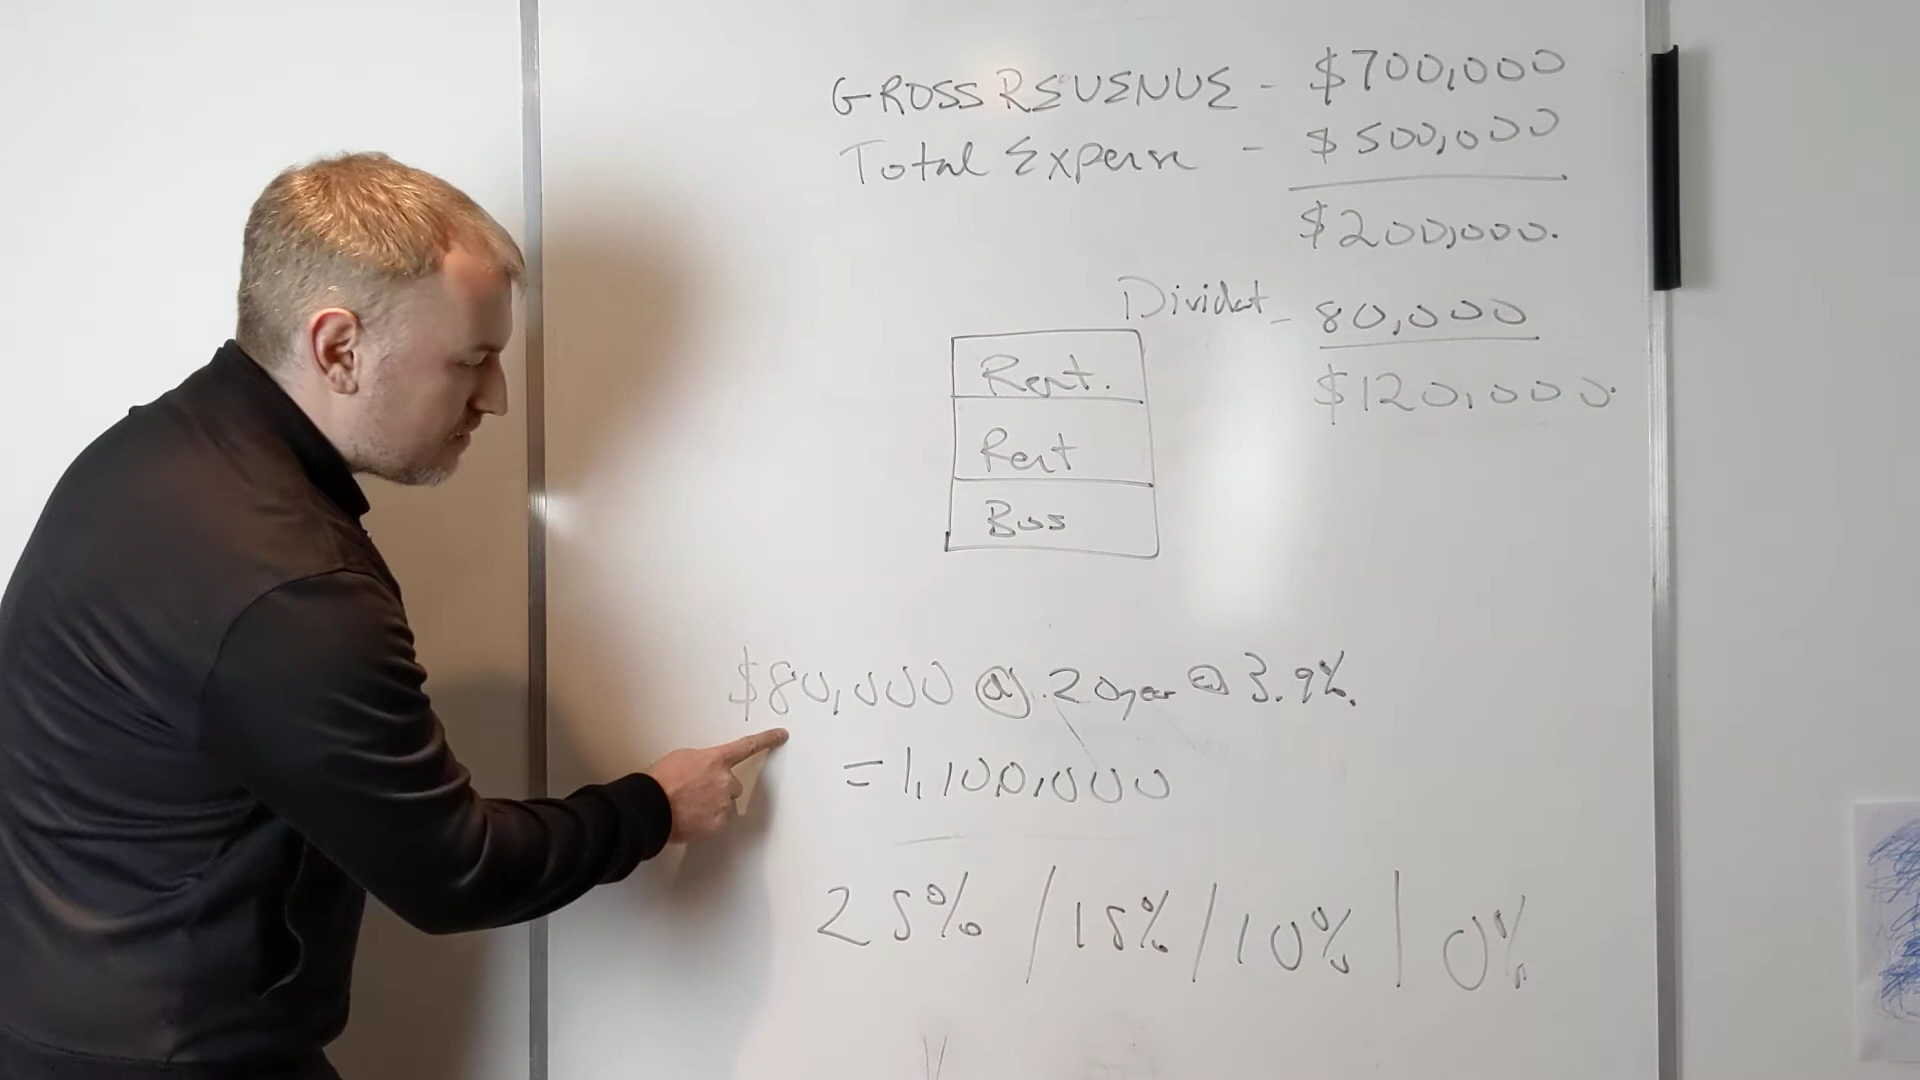 GROSS REVENUE - $700,000
Total Expense - $500,000
$200,000.
Dividet - 80,000
$120,000.
Rent.
Rent
Bus
$80,000 @ 20year @ 3.9%.
=1,100,000
25% / 15% / 10% / 0%